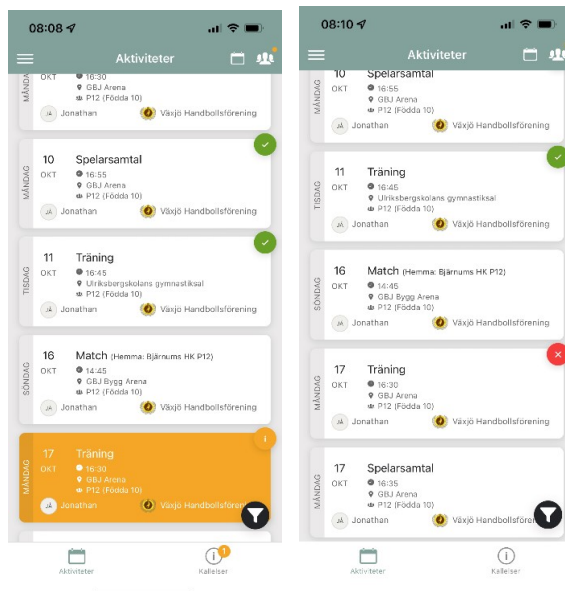 08:08
Aktiviteter
MÅNDAG
OKT
16:30
GBJ Arena
P12 (Födda 10)
JA
Jonathan
Växjö Handbollsförening
MÅNDAG
10
OKT
Spelarsamtal
16:55
GBJ Arena
P12 (Födda 10)
JA
Jonathan
Växjö Handbollsförening
TISDAG
11
OKT
Träning
16:45
Ulriksbergskolans gymnastiksal
P12 (Födda 10)
JA
Jonathan
Växjö Handbollsförening
SÖNDAG
16
OKT
Match (Hemma: Bjärnums HK P12)
14:45
GBJ Bygg Arena
P12 (Födda 10)
JA
Jonathan
Växjö Handbollsförening
MÅNDAG
17
OKT
Träning
16:30
GBJ Arena
P12 (Födda 10)
JA
Jonathan
Växjö Handbollsfören
Aktiviteter
1
Kallelser
08:10
Aktiviteter
MÅNDAG
10
OKT
Spelarsamtal
16:55
GBJ Arena
P12 (Födda 10)
JA
Jonathan
Växjö Handbollsförening
TISDAG
11
OKT
Träning
16:45
Ulriksbergskolans gymnastiksal
P12 (Födda 10)
JA
Jonathan
Växjö Handbollsförening
SÖNDAG
16
OKT
Match (Hemma: Bjärnums HK P12)
14:45
GBJ Bygg Arena
P12 (Födda 10)
JA
Jonathan
Växjö Handbollsförening
MÅNDAG
17
OKT
Träning
16:30
GBJ Arena
P12 (Födda 10)
JA
Jonathan
Växjö Handbollsförening
MÅNDAG
17
OKT
Spelarsamtal
16:35
GBJ Arena
P12 (Födda 10)
JA
Jonathan
Växjö Handbollsfören
Aktiviteter
Kallelser